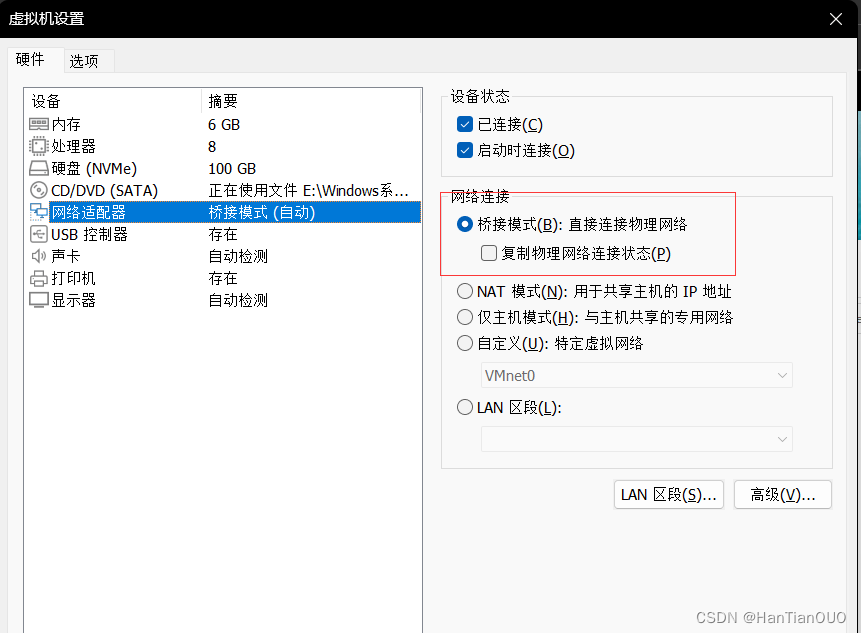 虚拟机设置
硬件 选项
设备 摘要
内存 6 GB
处理器 8
硬盘 (NVMe) 100 GB
CD/DVD (SATA) 正在使用文件 E:\Windows系...
网络适配器 桥接模式 (自动)
USB 控制器 存在
声卡 自动检测
打印机 存在
显示器 自动检测
设备状态
已连接(C)
启动时连接(O)
网络连接
桥接模式(B): 直接连接物理网络
复制物理网络连接状态(P)
NAT 模式(N): 用于共享主机的 IP 地址
仅主机模式(H): 与主机共享的专用网络
自定义(U): 特定虚拟网络
VMnet0
LAN 区段(L):
LAN 区段(S)... 高级(V)...
CSDN @HanTianOUO